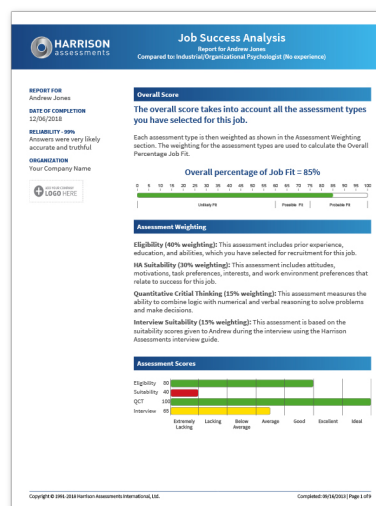 HARRISON
assessments
Job Success Analysis
Report for Andrew Jones
Compared to: Industrial/Organizational Psychologist (No experience)
REPORT FOR
Andrew Jones
DATE OF COMPLETION
12/06/2018
RELIABILITY - 99%
Answers were very likely
accurate and truthful
ORGANIZATION
Your Company Name
ADD YOUR COMPANY
LOGO HERE
Overall Score
The overall score takes into account all the assessment types
you have selected for this job.
Each assessment type is then weighted as shown in the Assessment Weighting
section. The weighting for the assessment types are used to calculate the Overall
Percentage Job Fit.
Overall percentage of Job Fit = 85%
0 5 10 15 20 25 30 35 40 45 50 55 60 65 70 75 80 85 90 95 100
Unlikely Fit Possible Fit Probable Fit
Assessment Weighting
Eligibility (40% weighting): This assessment includes prior experience,
education, and abilities, which you have selected for recruitment for this job.
HA Suitability (30% weighting): This assessment includes attitudes,
motivations, task preferences, interests, and work environment preferences that
relate to success for this job.
Quantitative Critial Thinking (15% weighting): This assessment measures the
ability to combine logic with numerical and verbal reasoning to solve problems
and make decisions.
Interview Suitability (15% weighting): This assessment is based on the
suitability scores given to Andrew during the interview using the Harrison
Assessments interview guide.
Assessment Scores
Eligibility 80
Suitability 40
QCT 100
Interview 65
Extremely Lacking Lacking Below Average Average Good Excellent Ideal
Copyright © 1991-2018 Harrison Assessments International, Ltd. Completed: 09/16/2013 | Page 1 of 9